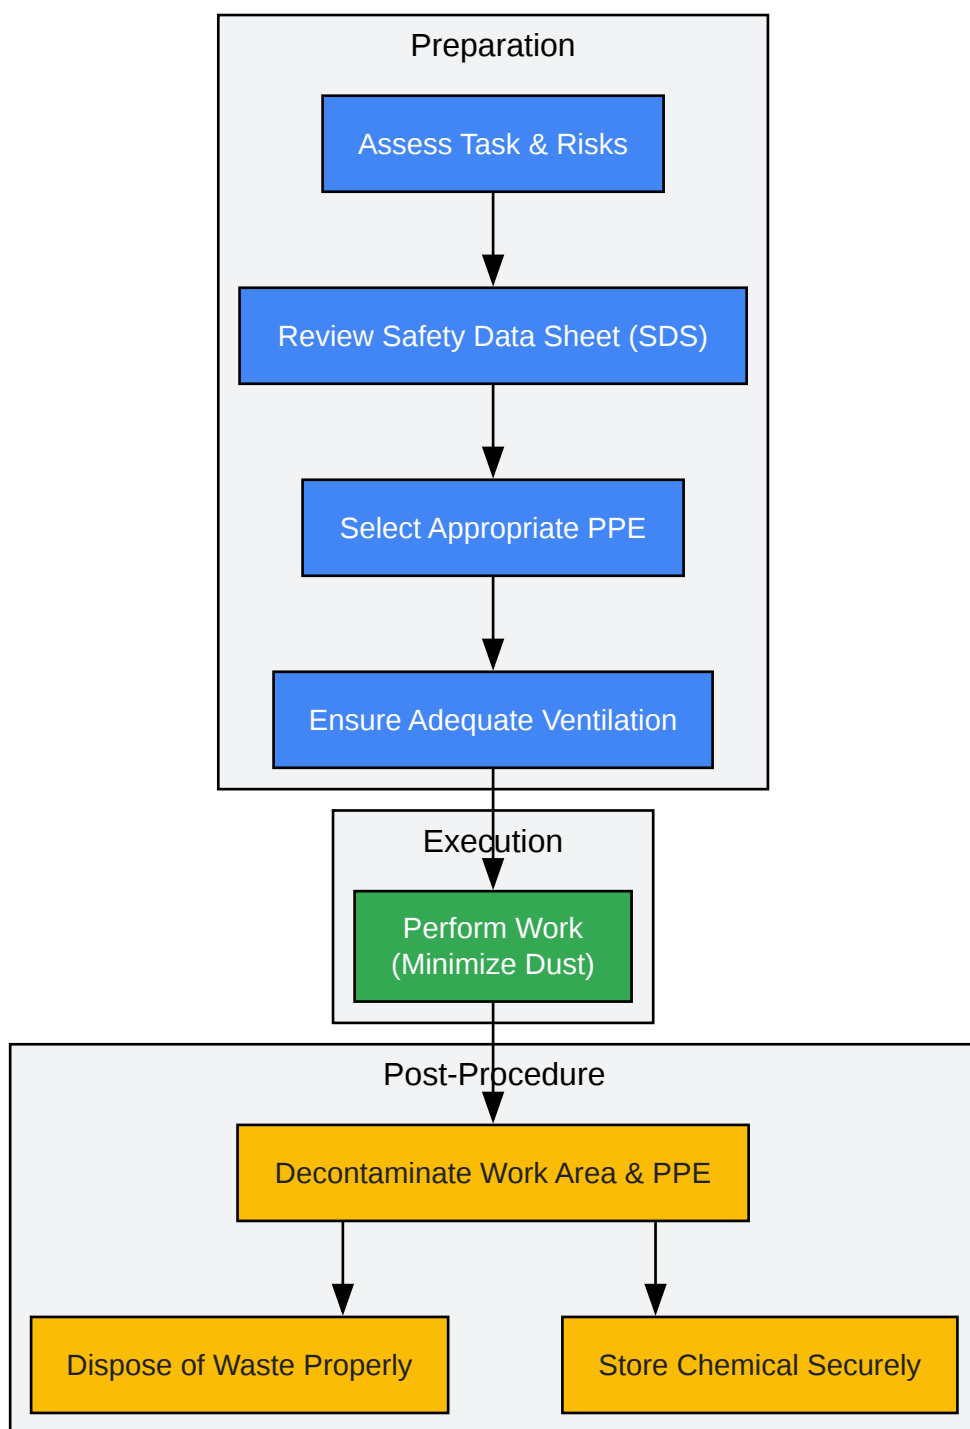 Preparation
Assess Task & Risks
Review Safety Data Sheet (SDS)
Select Appropriate PPE
Ensure Adequate Ventilation
Execution
Perform Work
(Minimize Dust)
Post-Procedure
Decontaminate Work Area & PPE
Dispose of Waste Properly
Store Chemical Securely